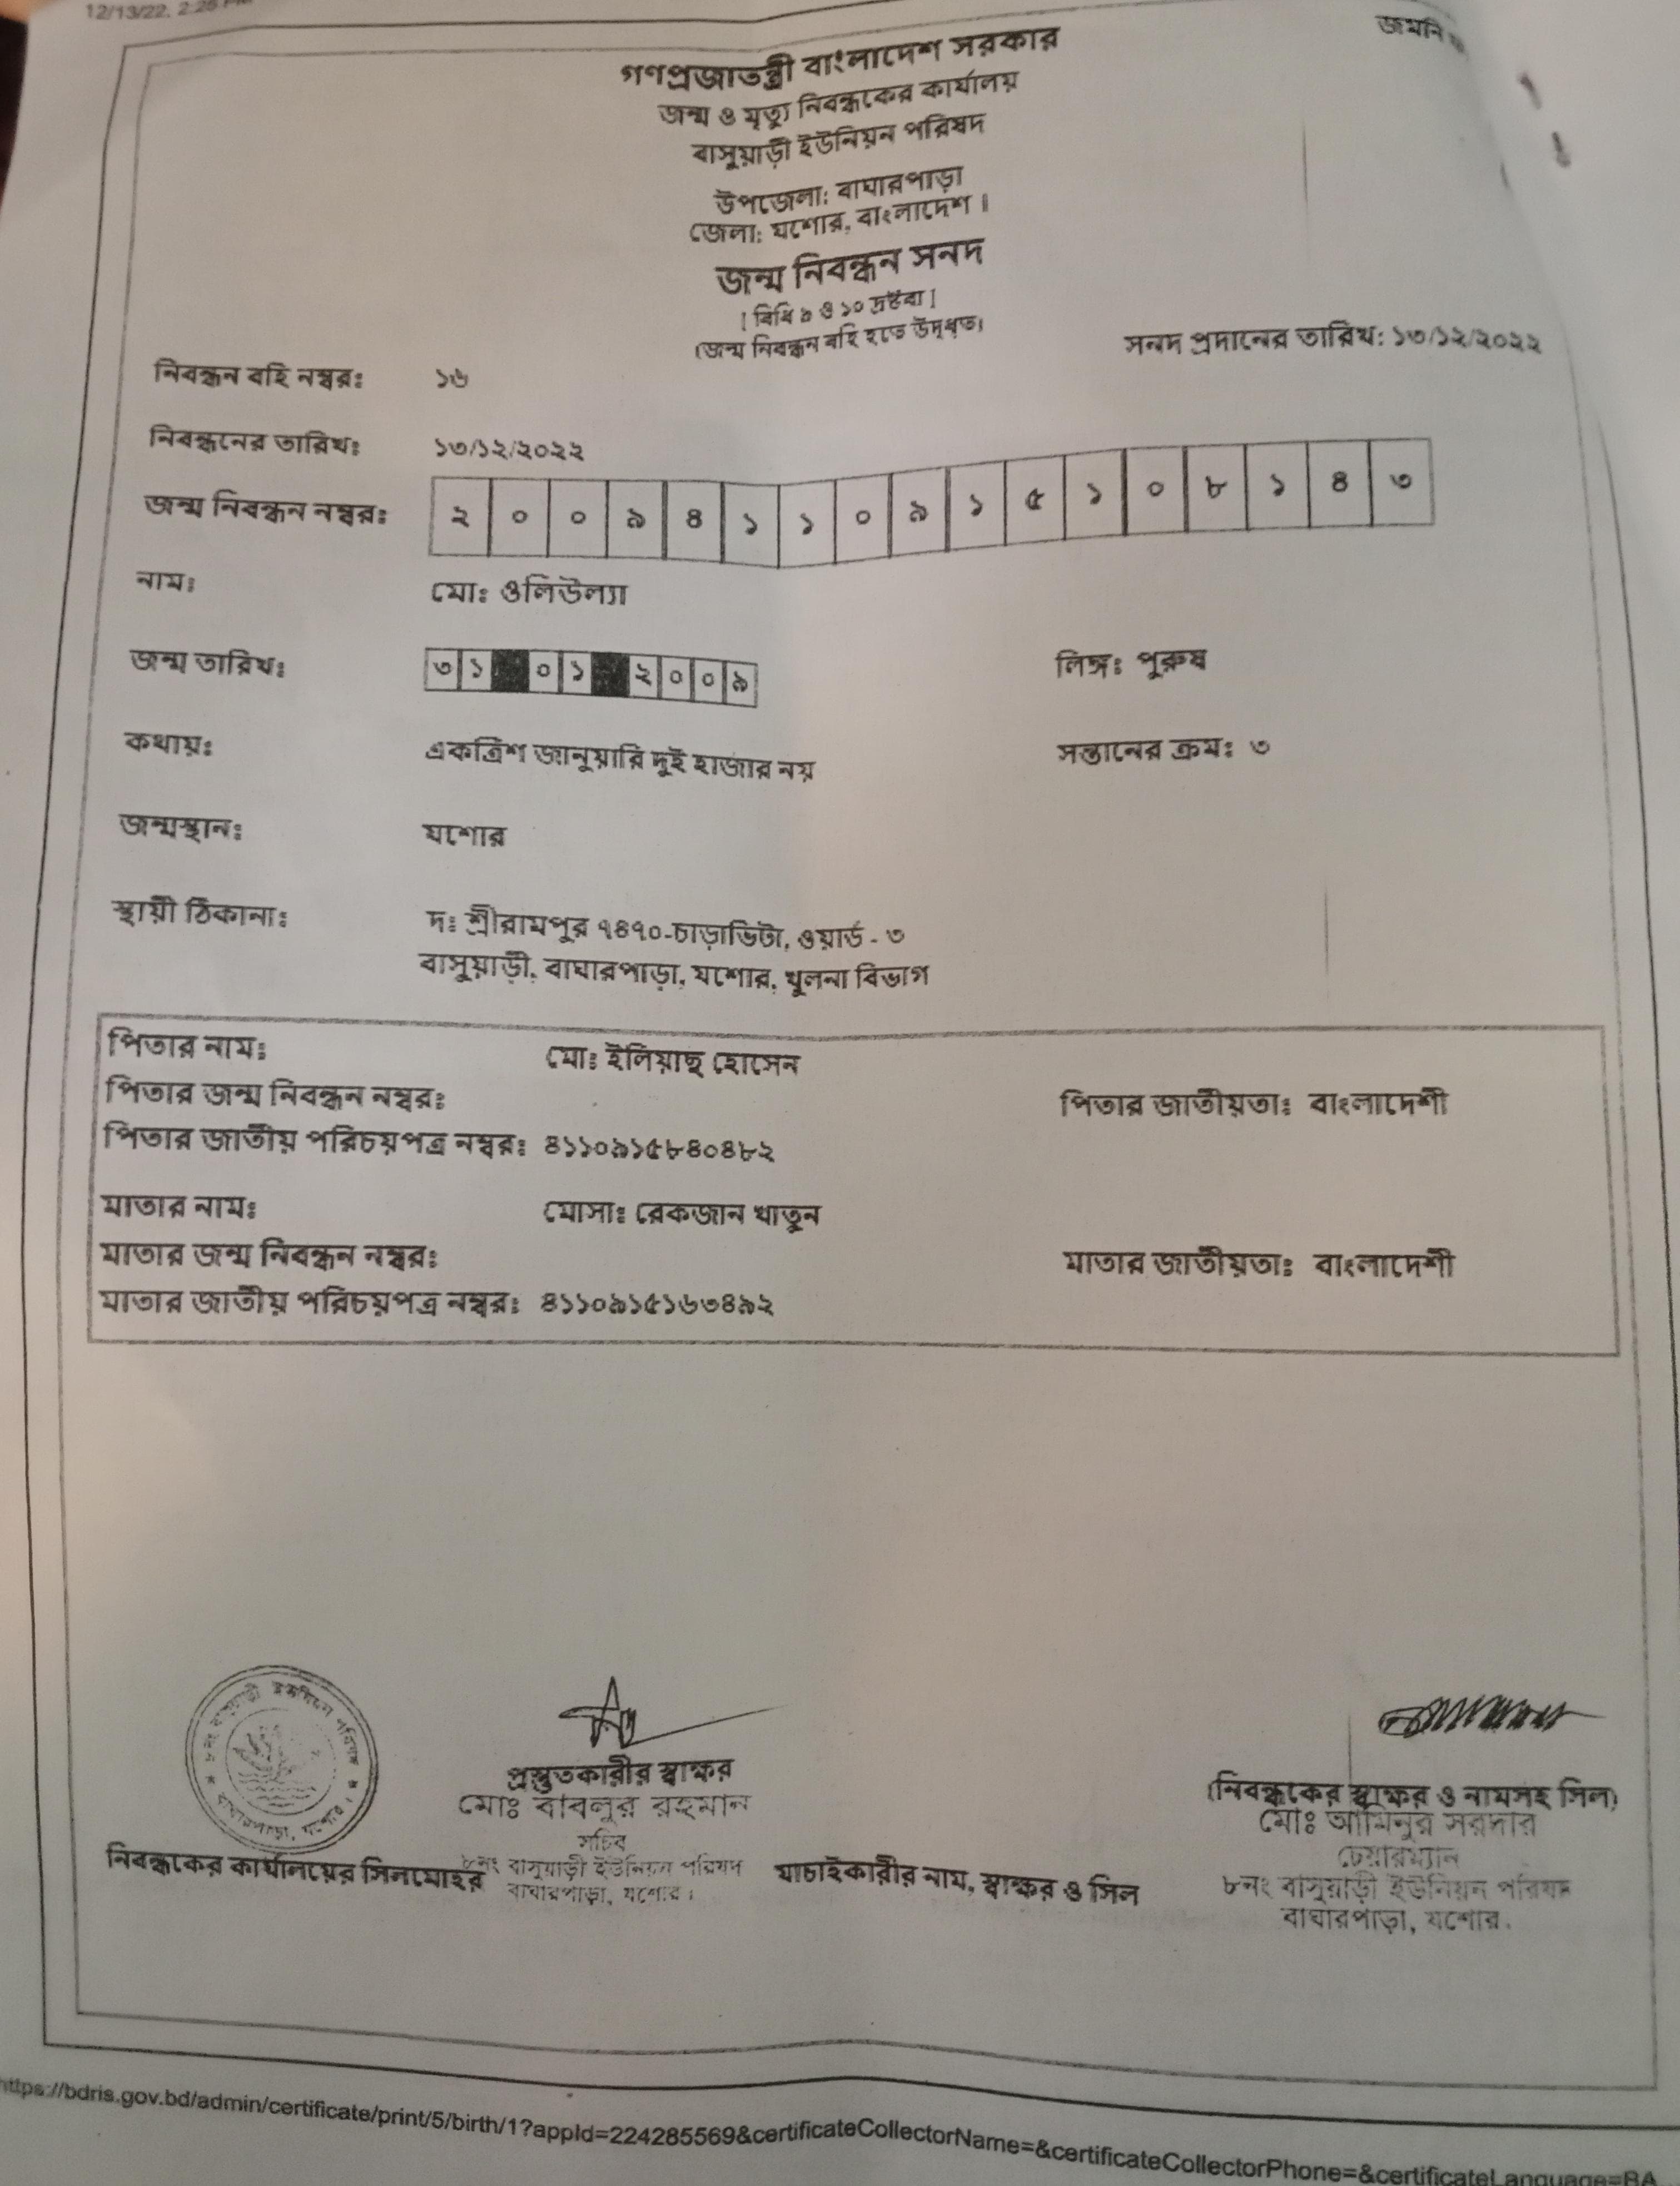 12/13/22, 2:26 PM
গণপ্রজাতন্ত্রী বাংলাদেশ সরকার
জন্ম ও মৃত্যু নিবন্ধকের কার্যালয়
বাসুয়াড়ী ইউনিয়ন পরিষদ
উপজেলা: বাঘারপাড়া
জেলা: যশোর, বাংলাদেশ ।
জন্ম নিবন্ধন সনদ
[ বিধি ৯ ও ১০ দ্রষ্টব্য ]
(জন্ম নিবন্ধন বহি হতে উদ্ধৃত)
সনদ প্রদানের তারিখ: ১৩/১২/২০২২
নিবন্ধন বহি নম্বরঃ ১৬
নিবন্ধনের তারিখঃ ১৩/১২/২০২২
জন্ম নিবন্ধন নম্বরঃ ২ ০ ০ ৯ ৪ ১ ১ ০ ৯ ১ ৫ ১ ০ ৮ ১ ৪ ৩
নামঃ মোঃ ওলিউল্যা
জন্ম তারিখঃ ৩ ১ ০ ১ ২ ০ ০ ৯ লিঙ্গঃ পুরুষ
কথায়ঃ একত্রিশ জানুয়ারি দুই হাজার নয় সন্তানের ক্রমঃ ৩
জন্মস্থানঃ যশোর
স্থায়ী ঠিকানাঃ দঃ শ্রীরামপুর ৭৪৭০-চাড়াভিটা, ওয়ার্ড - ৩
বাসুয়াড়ী, বাঘারপাড়া, যশোর, খুলনা বিভাগ
পিতার নামঃ মোঃ ইলিয়াছ হোসেন
পিতার জন্ম নিবন্ধন নম্বরঃ পিতার জাতীয়তাঃ বাংলাদেশী
পিতার জাতীয় পরিচয়পত্র নম্বরঃ ৪১১০৯১৫৮৪০৪৮২
মাতার নামঃ মোসাঃ রেকজান খাতুন
মাতার জন্ম নিবন্ধন নম্বরঃ মাতার জাতীয়তাঃ বাংলাদেশী
মাতার জাতীয় পরিচয়পত্র নম্বরঃ ৪১১০৯১৫১৬৩৪৯২
৮নং বাসুয়াড়ী ইউনিয়ন পরিষদ
বাঘারপাড়া, যশোর।
নিবন্ধকের কার্যালয়ের সিলমোহর
প্রস্তুতকারীর স্বাক্ষর
মোঃ বাবলুর রহমান
সচিব
৮নং বাসুয়াড়ী ইউনিয়ন পরিষদ
বাঘারপাড়া, যশোর ।
যাচাইকারীর নাম, স্বাক্ষর ও সিল
(নিবন্ধকের স্বাক্ষর ও নামসহ সিল)
মোঃ আমিনুর সরদার
চেয়ারম্যান
৮নং বাসুয়াড়ী ইউনিয়ন পরিষদ
বাঘারপাড়া, যশোর.
https://bdris.gov.bd/admin/certificate/print/5/birth/1?appId=224285569&certificateCollectorName=&certificateCollectorPhone=&certificateLanguage=BA